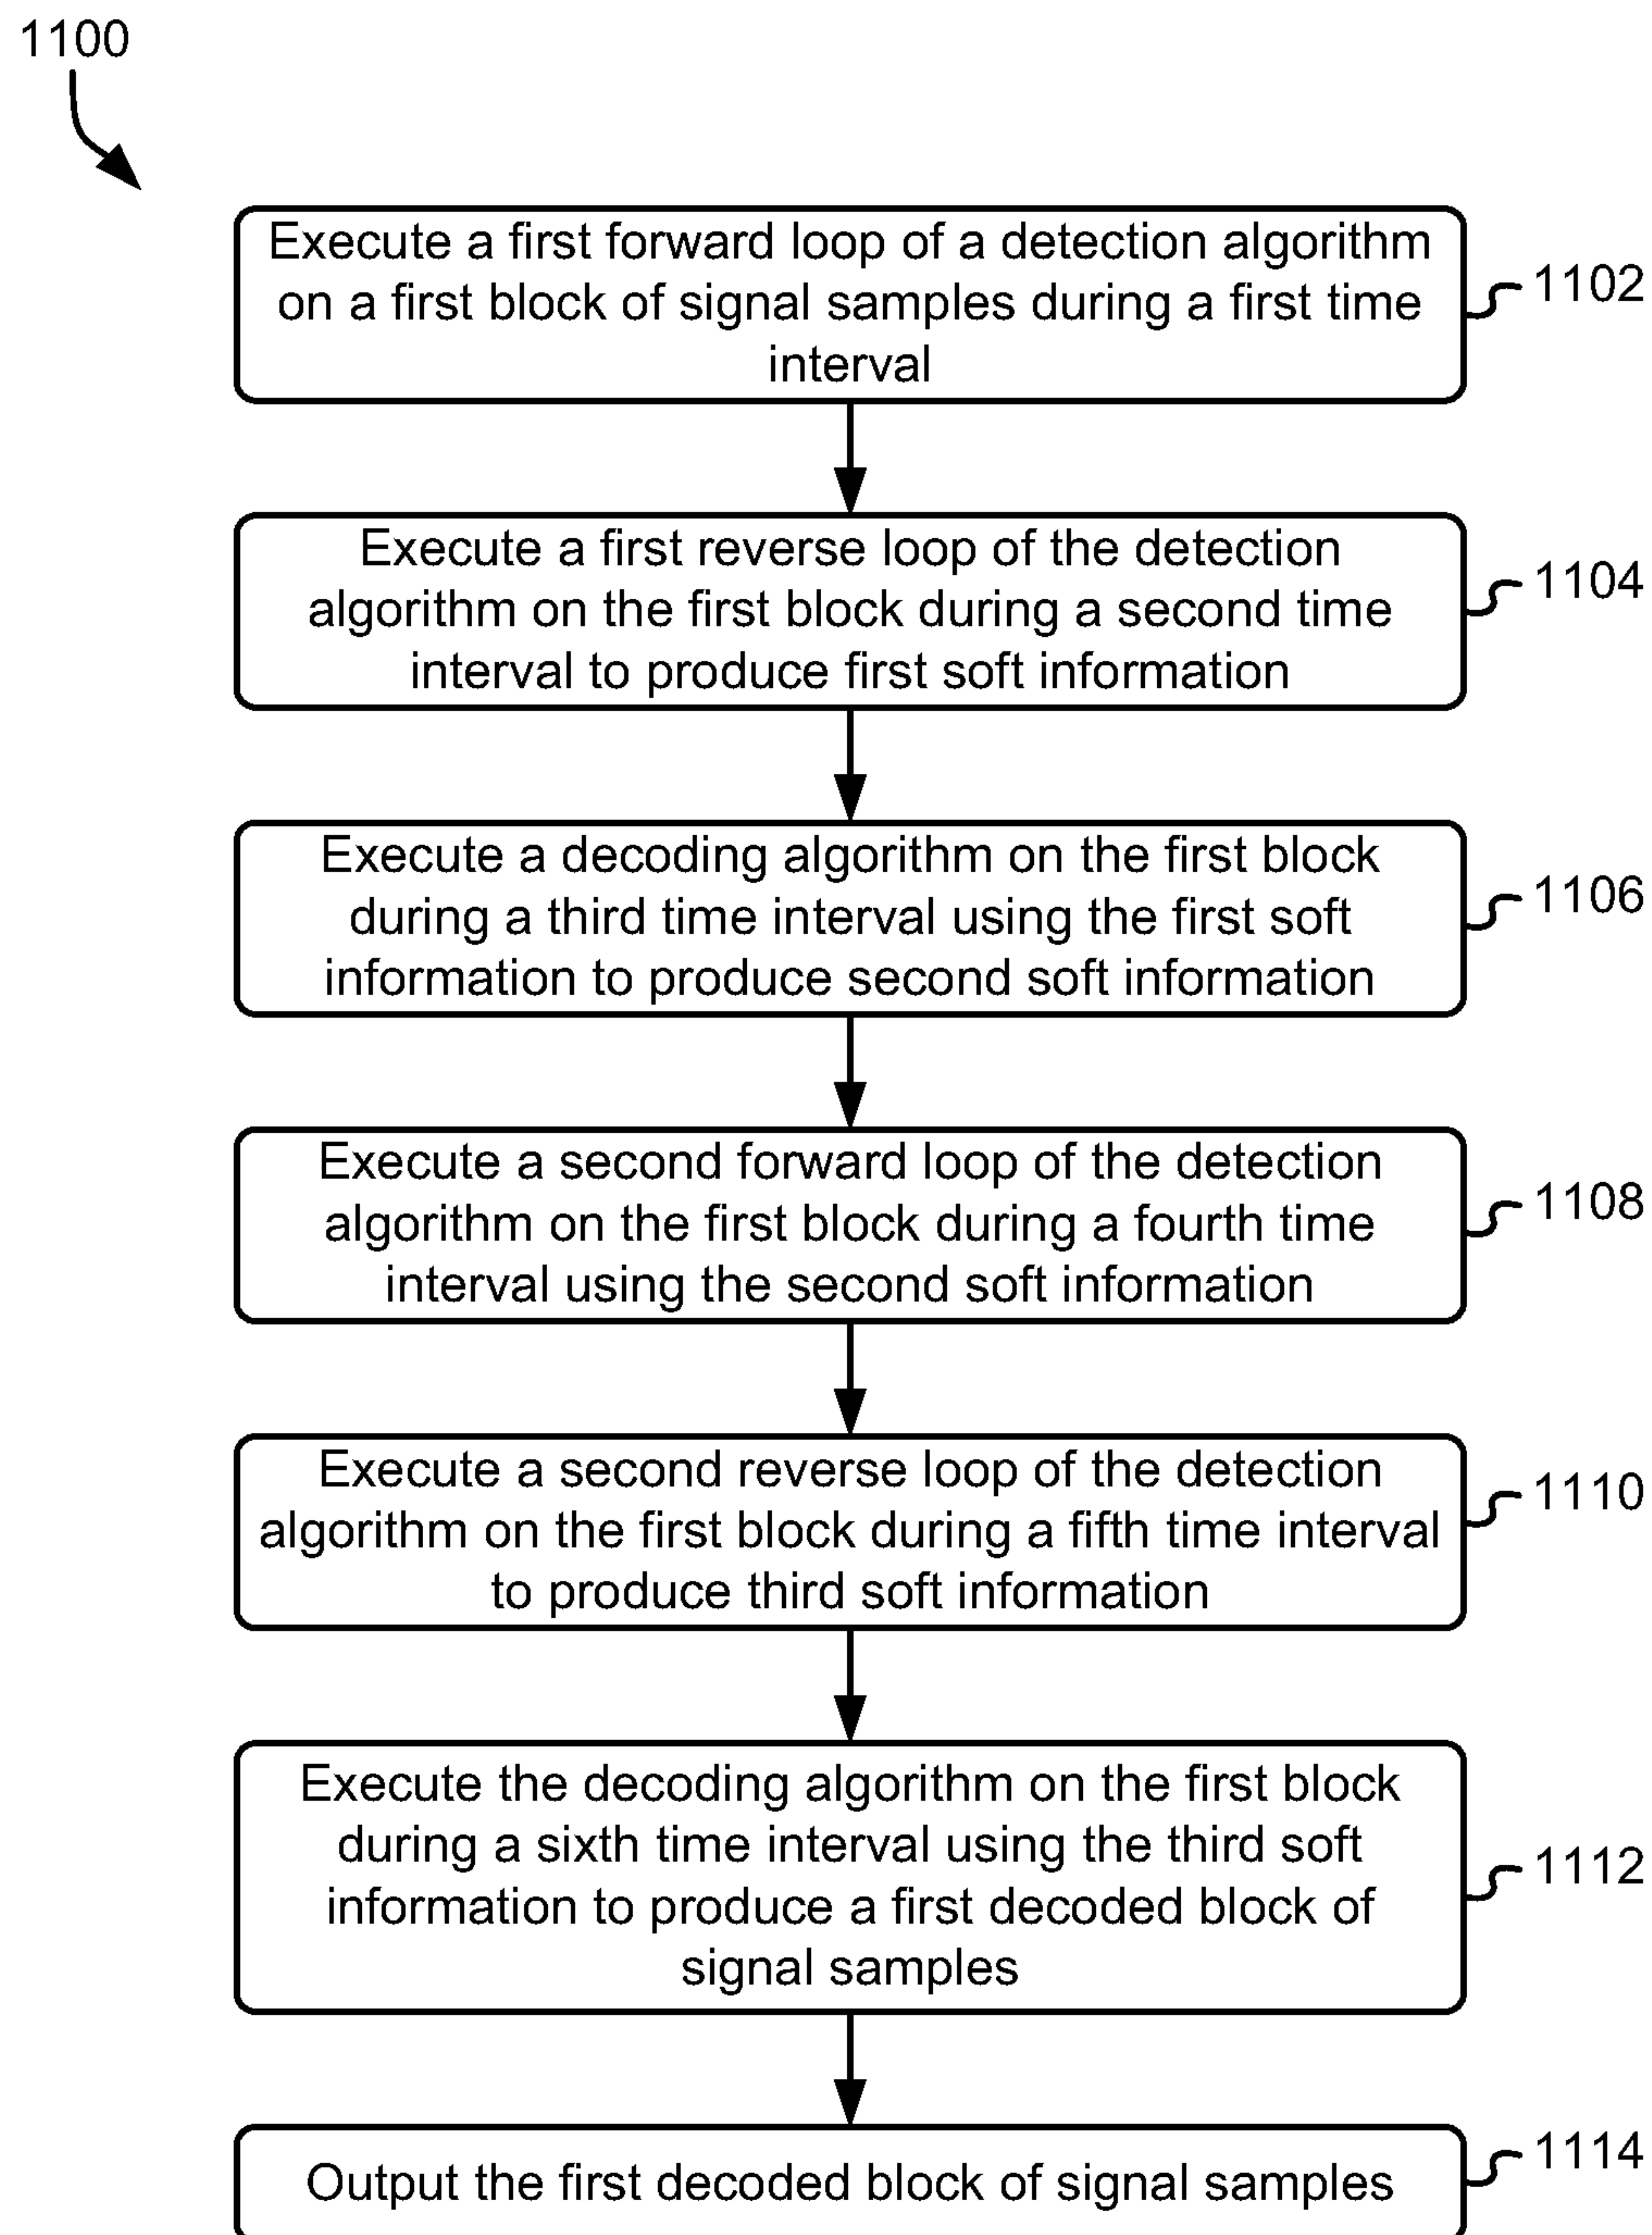 1100
Execute a first forward loop of a detection algorithm
on a first block of signal samples during a first time
interval
1102
Execute a first reverse loop of the detection
algorithm on the first block during a second time
interval to produce first soft information
1104
Execute a decoding algorithm on the first block
during a third time interval using the first soft
information to produce second soft information
1106
Execute a second forward loop of the detection
algorithm on the first block during a fourth time
interval using the second soft information
1108
Execute a second reverse loop of the detection
algorithm on the first block during a fifth time interval
to produce third soft information
1110
Execute the decoding algorithm on the first block
during a sixth time interval using the third soft
information to produce a first decoded block of
signal samples
1112
Output the first decoded block of signal samples
1114